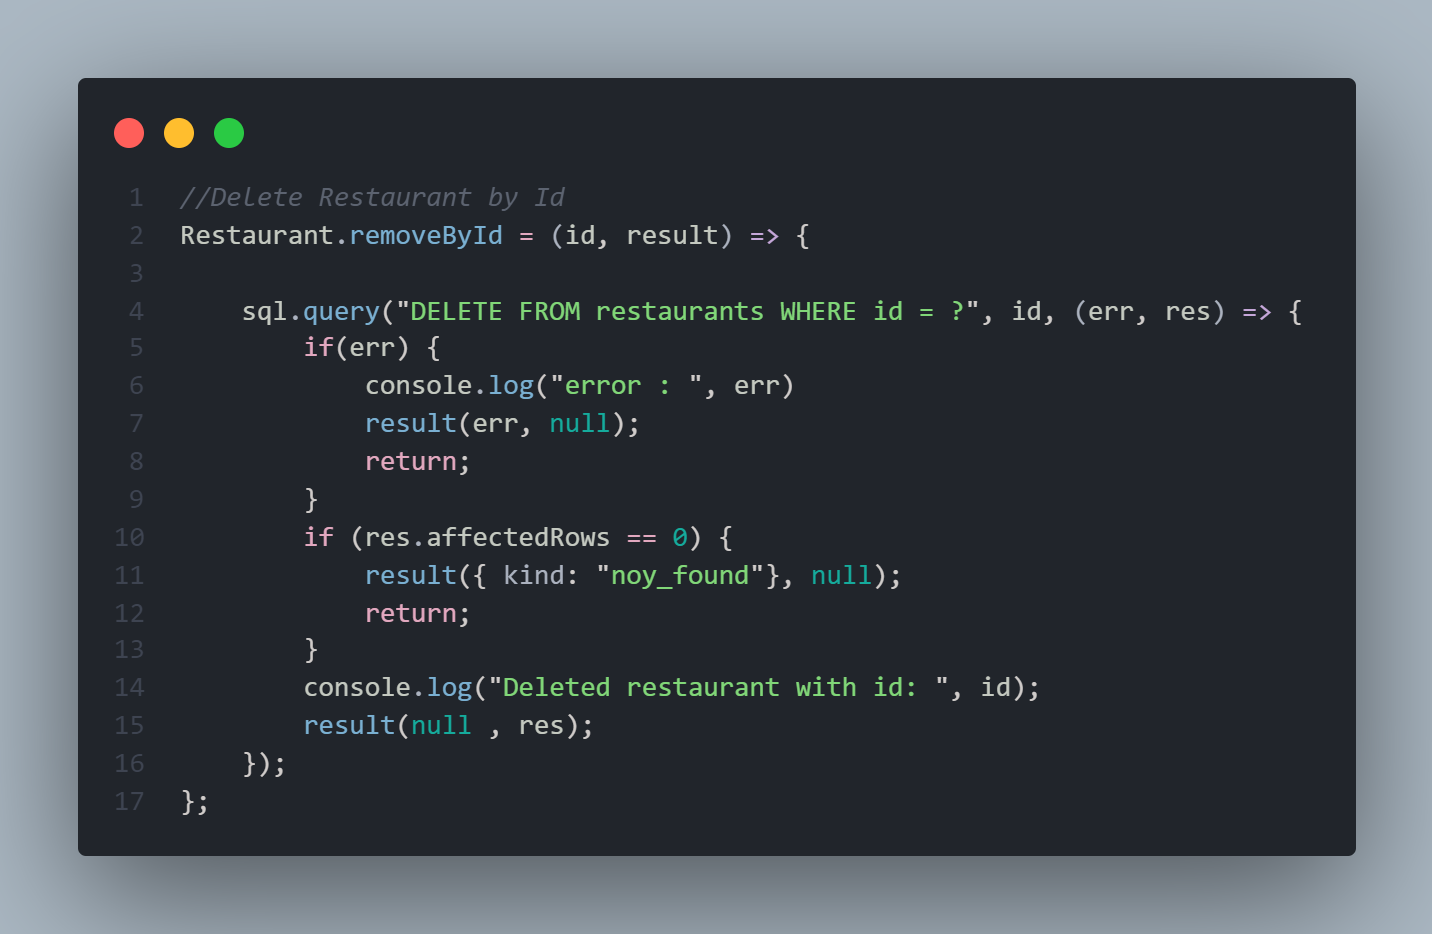 1 //Delete Restaurant by Id
2 Restaurant.removeById = (id, result) => {
3
4     sql.query("DELETE FROM restaurants WHERE id = ?", id, (err, res) => {
5         if(err) {
6             console.log("error : ", err)
7             result(err, null);
8             return;
9         }
10         if (res.affectedRows == 0) {
11             result({ kind: "noy_found"}, null);
12             return;
13         }
14         console.log("Deleted restaurant with id: ", id);
15         result(null , res);
16     });
17 };